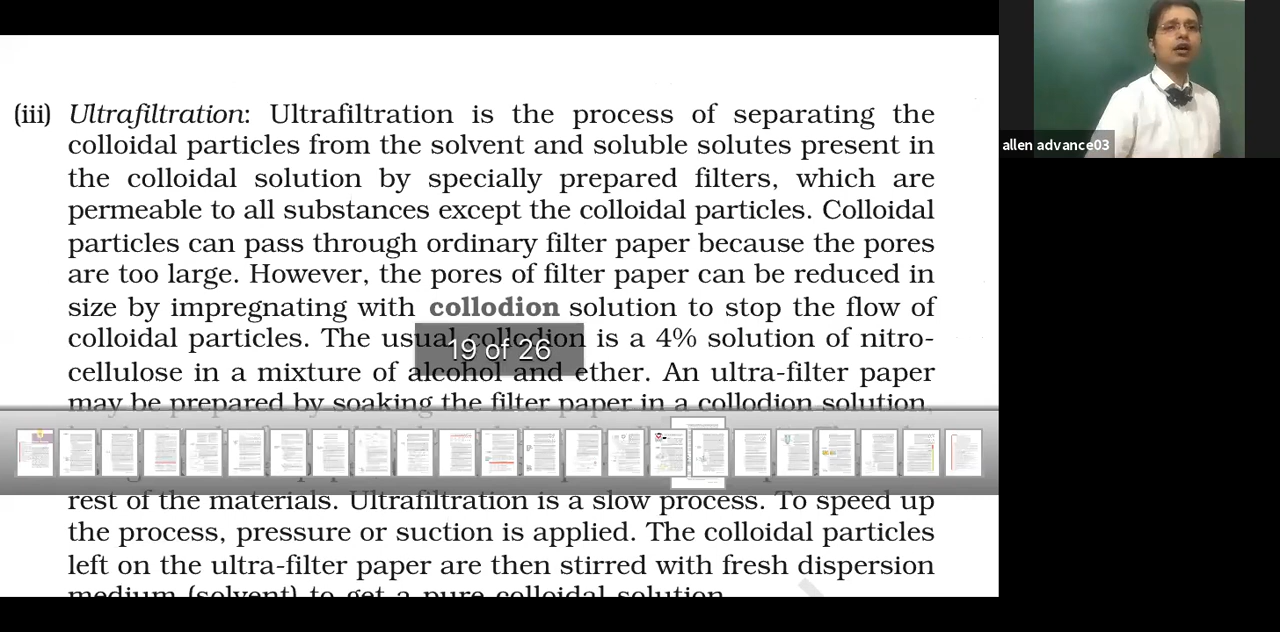 (iii) Ultrafiltration: Ultrafiltration is the process of separating the
colloidal particles from the solvent and soluble solutes present in
the colloidal solution by specially prepared filters, which are
permeable to all substances except the colloidal particles. Colloidal
particles can pass through ordinary filter paper because the pores
are too large. However, the pores of filter paper can be reduced in
size by impregnating with collodion solution to stop the flow of
colloidal particles. The usual collodion is a 4% solution of nitro-
19 of 26
cellulose in a mixture of alcohol and ether. An ultra-filter paper
may be prepared by soaking the filter paper in a collodion solution,
rest of the materials. Ultrafiltration is a slow process. To speed up
the process, pressure or suction is applied. The colloidal particles
left on the ultra-filter paper are then stirred with fresh dispersion
medium (solvent) to get a pure colloidal solution.
allen advance03